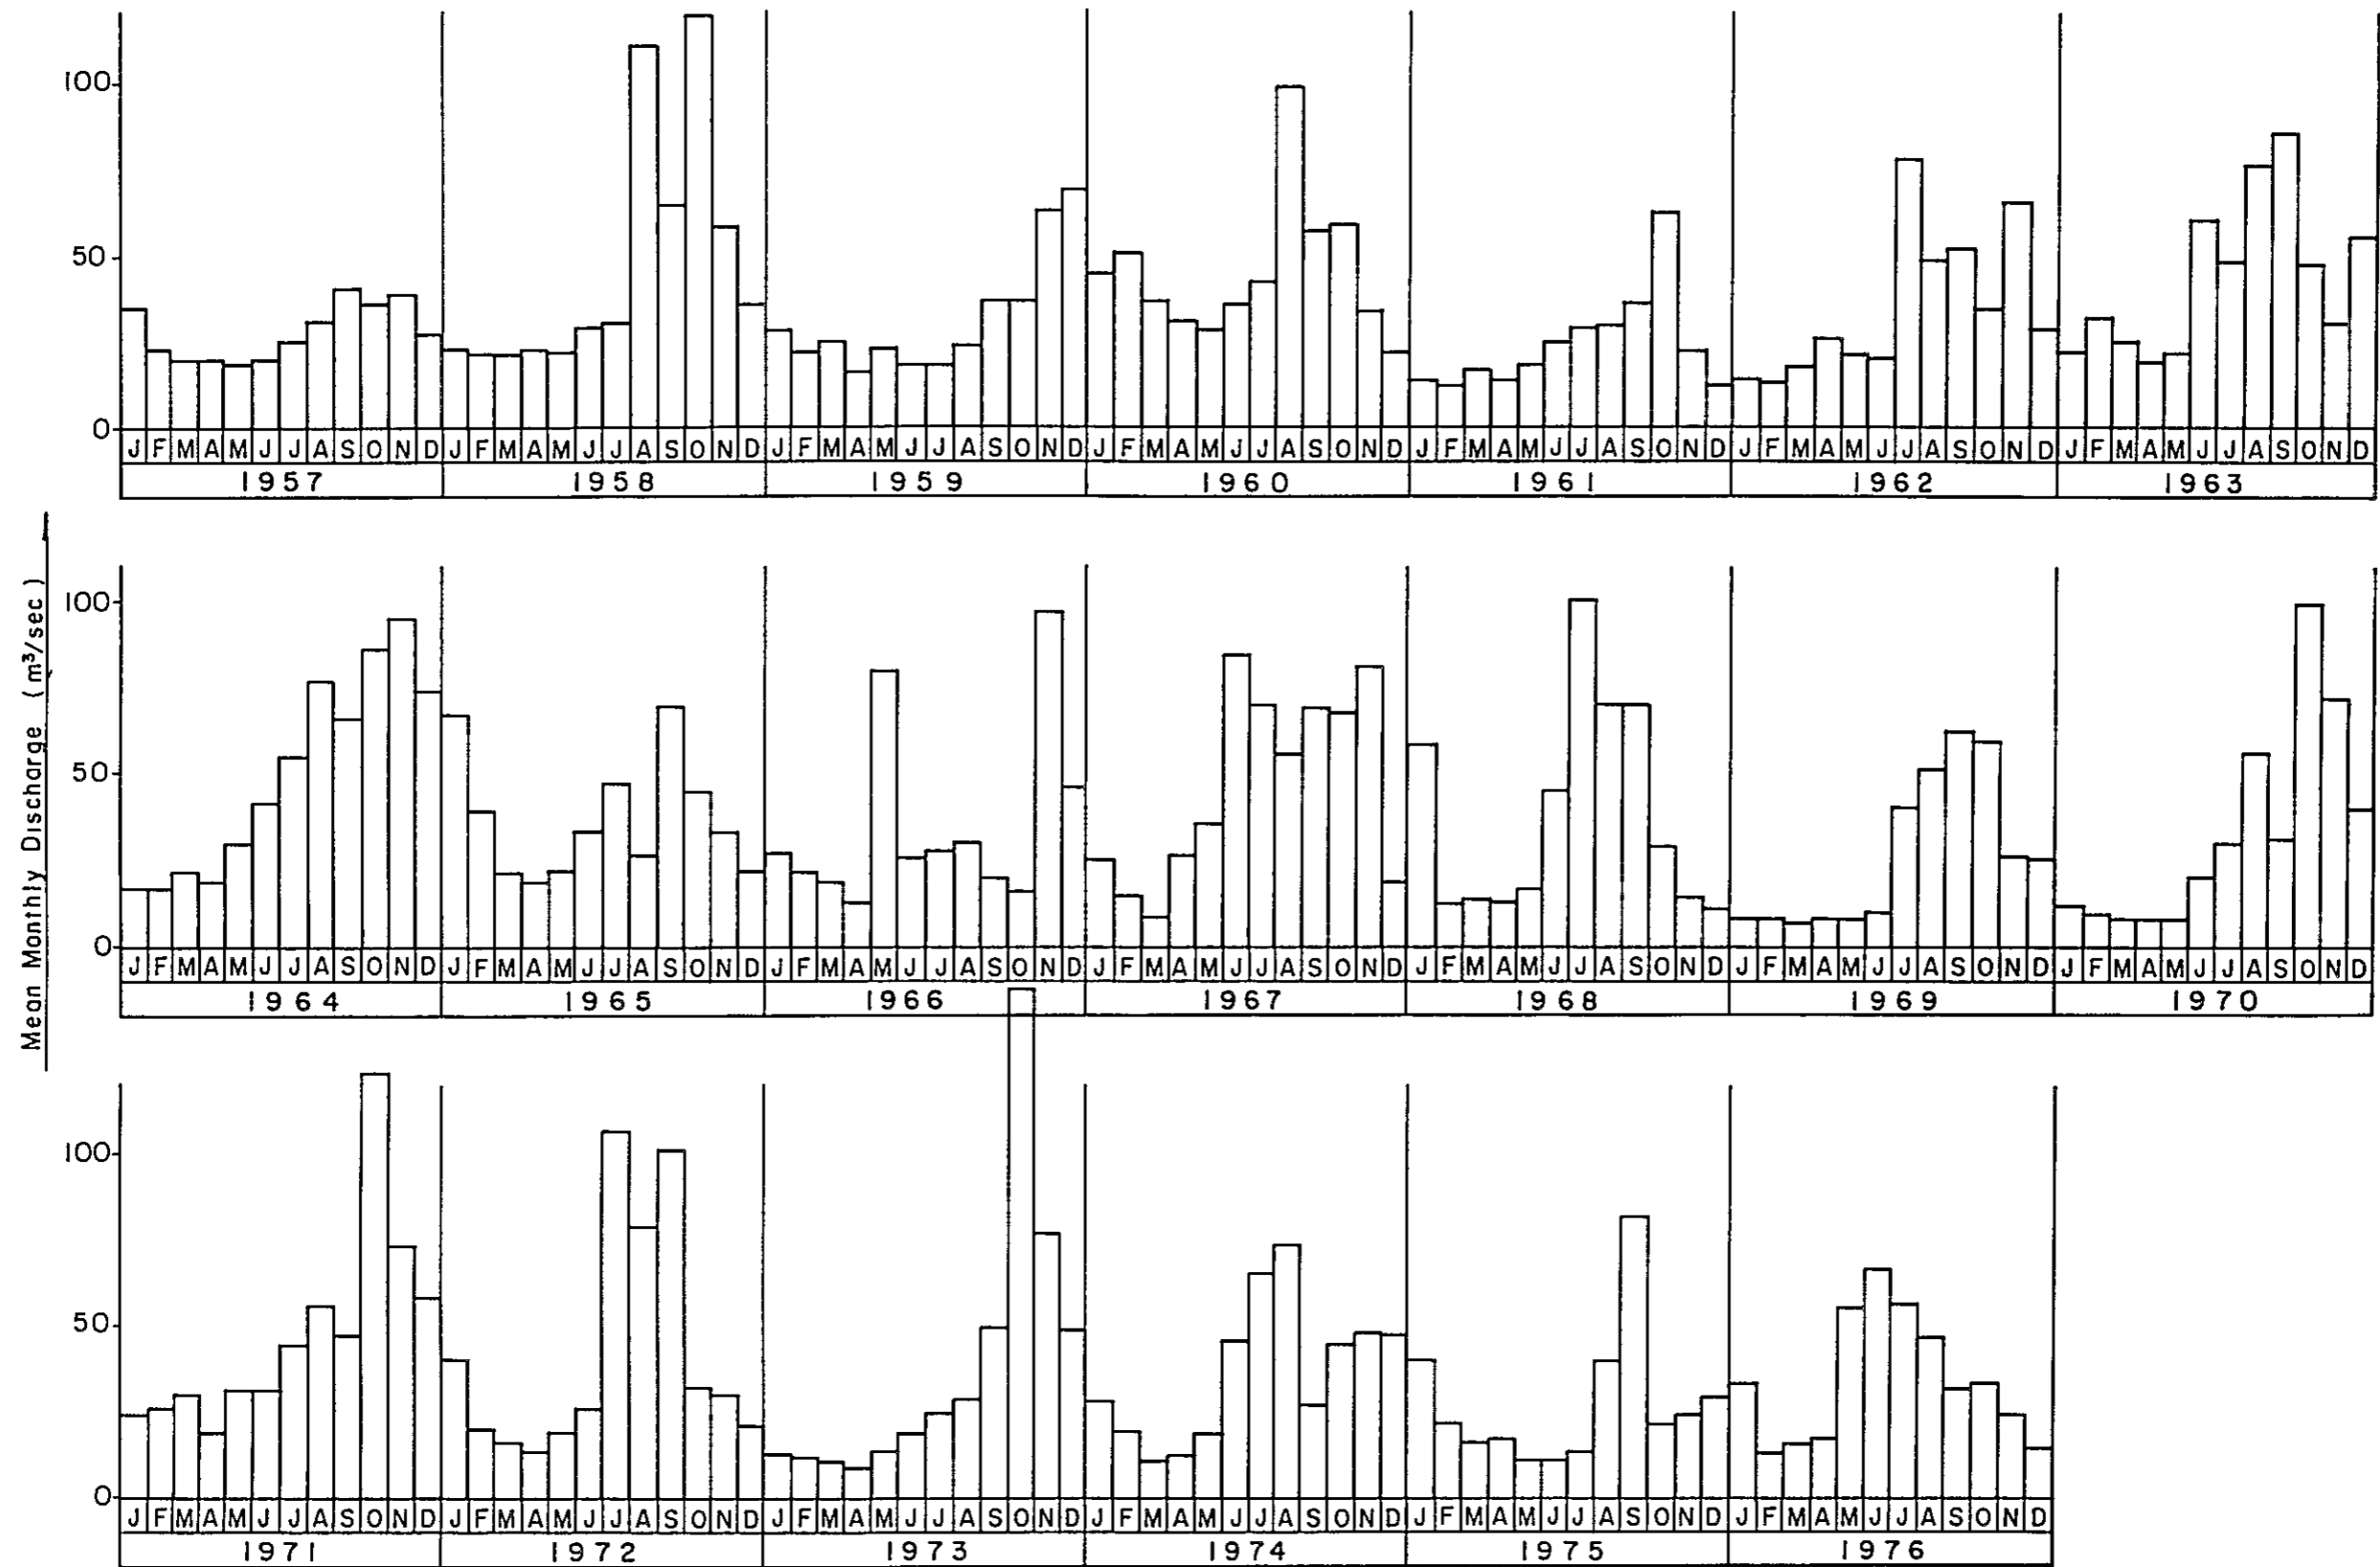 Mean Monthly Discharge (m³/sec)
100
50
0
J F M A M J J A S O N D J F M A M J J A S O N D J F M A M J J A S O N D J F M A M J J A S O N D J F M A M J J A S O N D J F M A M J J A S O N D J F M A M J J A S O N D
1957 1958 1959 1960 1961 1962 1963
100
50
0
J F M A M J J A S O N D J F M A M J J A S O N D J F M A M J J A S O N D J F M A M J J A S O N D J F M A M J J A S O N D J F M A M J J A S O N D J F M A M J J A S O N D
1964 1965 1966 1967 1968 1969 1970
100
50
0
J F M A M J J A S O N D J F M A M J J A S O N D J F M A M J J A S O N D J F M A M J J A S O N D J F M A M J J A S O N D J F M A M J J A S O N D
1971 1972 1973 1974 1975 1976